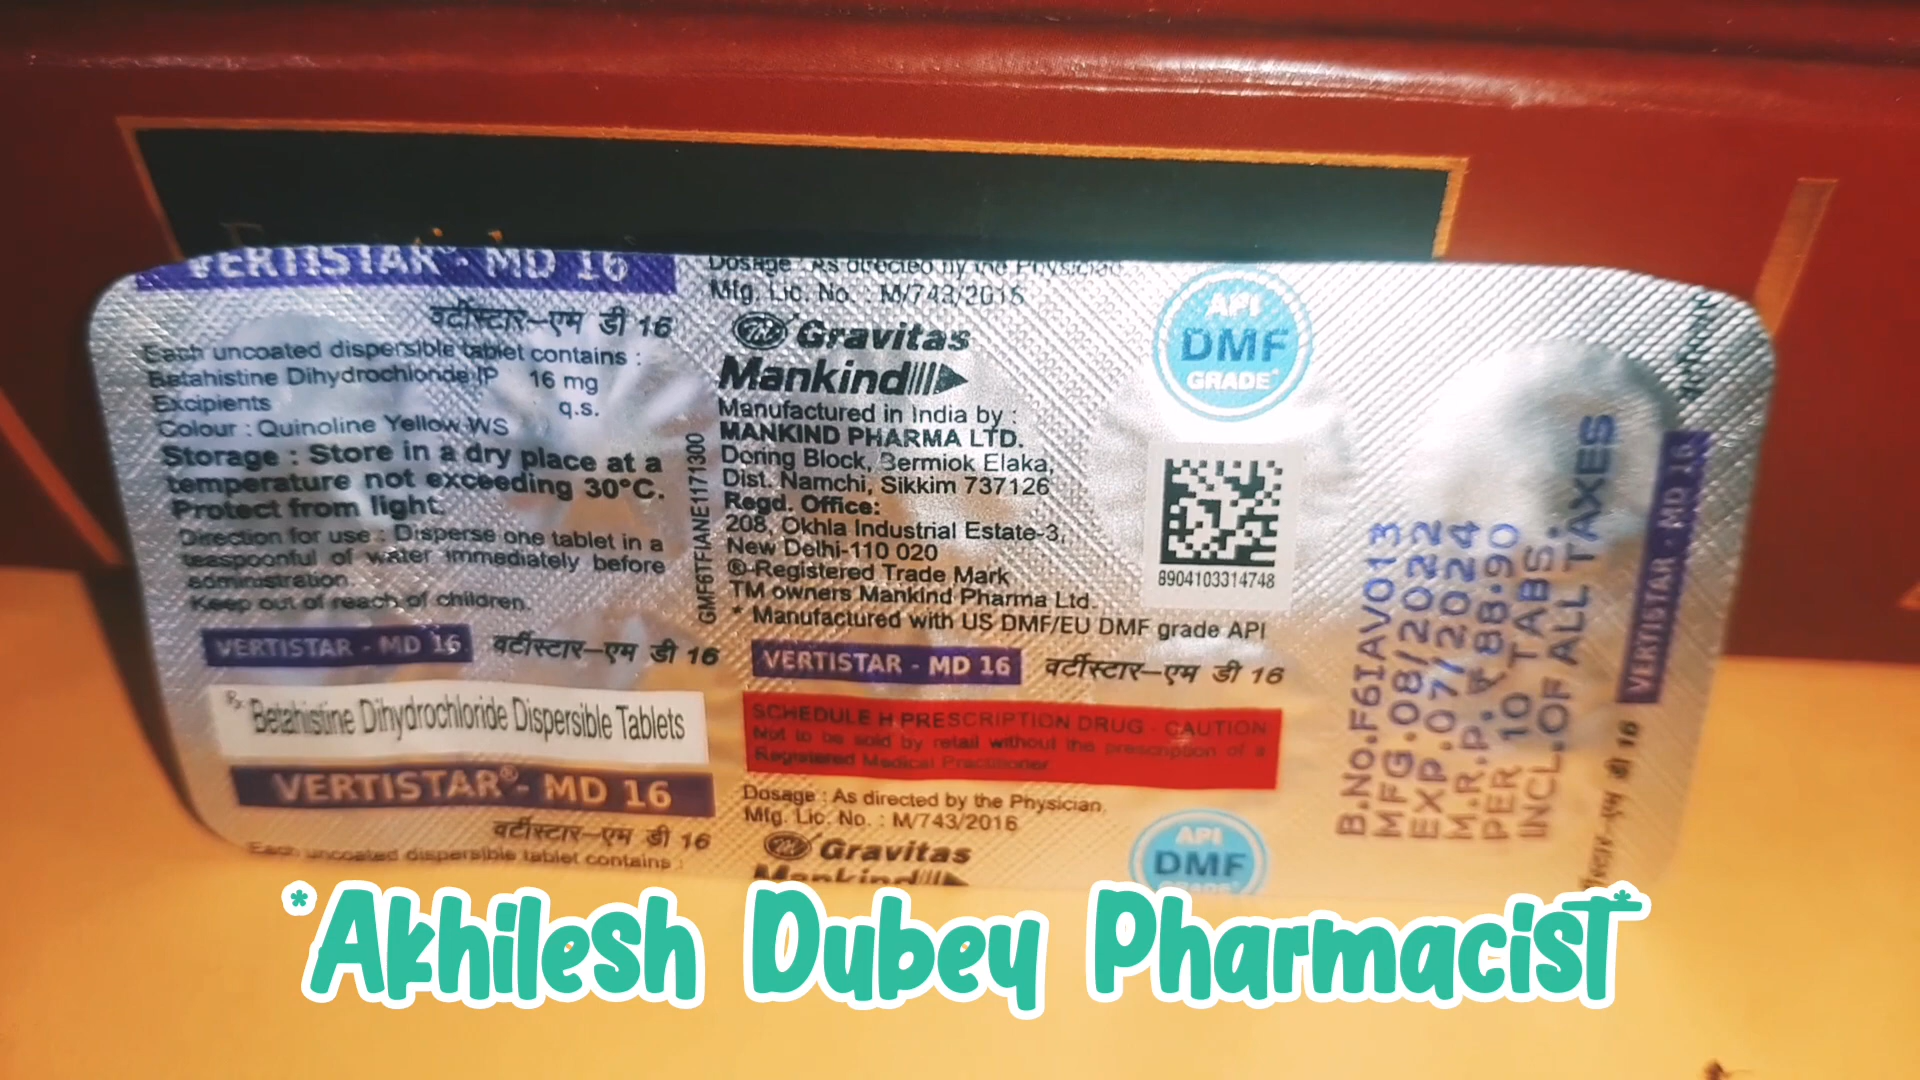 VERTISTAR - MD 16
वर्टीस्टार-एम डी 16
Each uncoated dispersible tablet contains :
Betahistine Dihydrochloride IP 16 mg
Excipients q.s.
Colour : Quinoline Yellow WS
Storage : Store in a dry place at a
temperature not exceeding 30°C.
Protect from light.
Direction for use : Disperse one tablet in a
teaspoonful of water immediately before
administration.
Keep out of reach of children.
VERTISTAR - MD 16 वर्टीस्टार-एम डी 16
Rx Betahistine Dihydrochloride Dispersible Tablets
VERTISTAR® - MD 16
वर्टीस्टार-एम डी 16
Each uncoated dispersible tablet contains :
GMF6TFIANE1171300
Dosage : As directed by the Physician.
Mfg. Lic. No. : M/743/2016
Gravitas
Mankind
Manufactured in India by :
MANKIND PHARMA LTD.
Doring Block, Bermiok Elaka,
Dist. Namchi, Sikkim 737126
Regd. Office:
208, Okhla Industrial Estate-3,
New Delhi-110 020
®-Registered Trade Mark
TM owners Mankind Pharma Ltd.
* Manufactured with US DMF/EU DMF grade API
VERTISTAR - MD 16 वर्टीस्टार-एम डी 16
SCHEDULE H PRESCRIPTION DRUG - CAUTION
Not to be sold by retail without the prescription of a
Registered Medical Practitioner
Dosage : As directed by the Physician.
Mfg. Lic. No. : M/743/2016
Gravitas
Mankind
API
DMF
GRADE*
8904103314748
API
DMF
GRADE*
B.NO.F6IAV013
MFG.08/2022
EXP.07/2024
M.R.P.₹88.90
PER 10 TABS.
INCL.OF ALL TAXES
VERTISTAR - MD 16
वर्टीस्टार-एम डी 16
*Akhilesh Dubey Pharmacist*